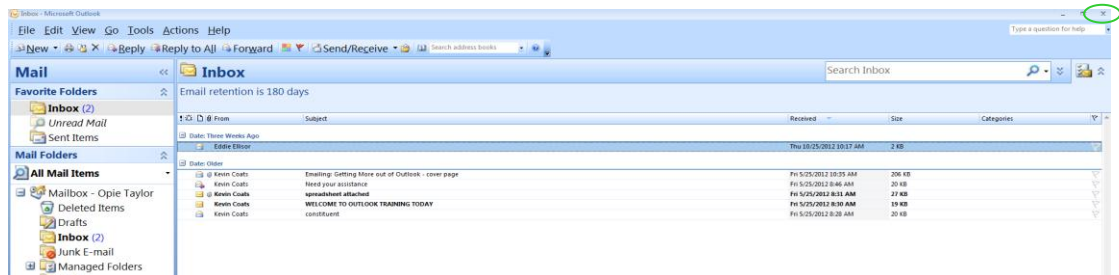 Inbox - Microsoft Outlook
File Edit View Go Tools Actions Help
Type a question for help
New Reply Reply to All Forward Send/Receive Search address books
Mail
Inbox
Search Inbox
Favorite Folders
Email retention is 180 days
Inbox (2)
Unread Mail
Sent Items
From Subject Received Size Categories
Date: Three Weeks Ago
Eddie Ellisor Thu 10/25/2012 10:17 AM 2 KB
Mail Folders
Date: Older
All Mail Items
Kevin Coats Emailing: Getting More out of Outlook - cover page Fri 5/25/2012 10:35 AM 206 KB
Kevin Coats Need your assistance Fri 5/25/2012 8:46 AM 20 KB
Kevin Coats spreadsheet attached Fri 5/25/2012 8:31 AM 27 KB
Kevin Coats WELCOME TO OUTLOOK TRAINING TODAY Fri 5/25/2012 8:30 AM 19 KB
Kevin Coats constituent Fri 5/25/2012 8:28 AM 20 KB
Mailbox - Opie Taylor
Deleted Items
Drafts
Inbox (2)
Junk E-mail
Managed Folders